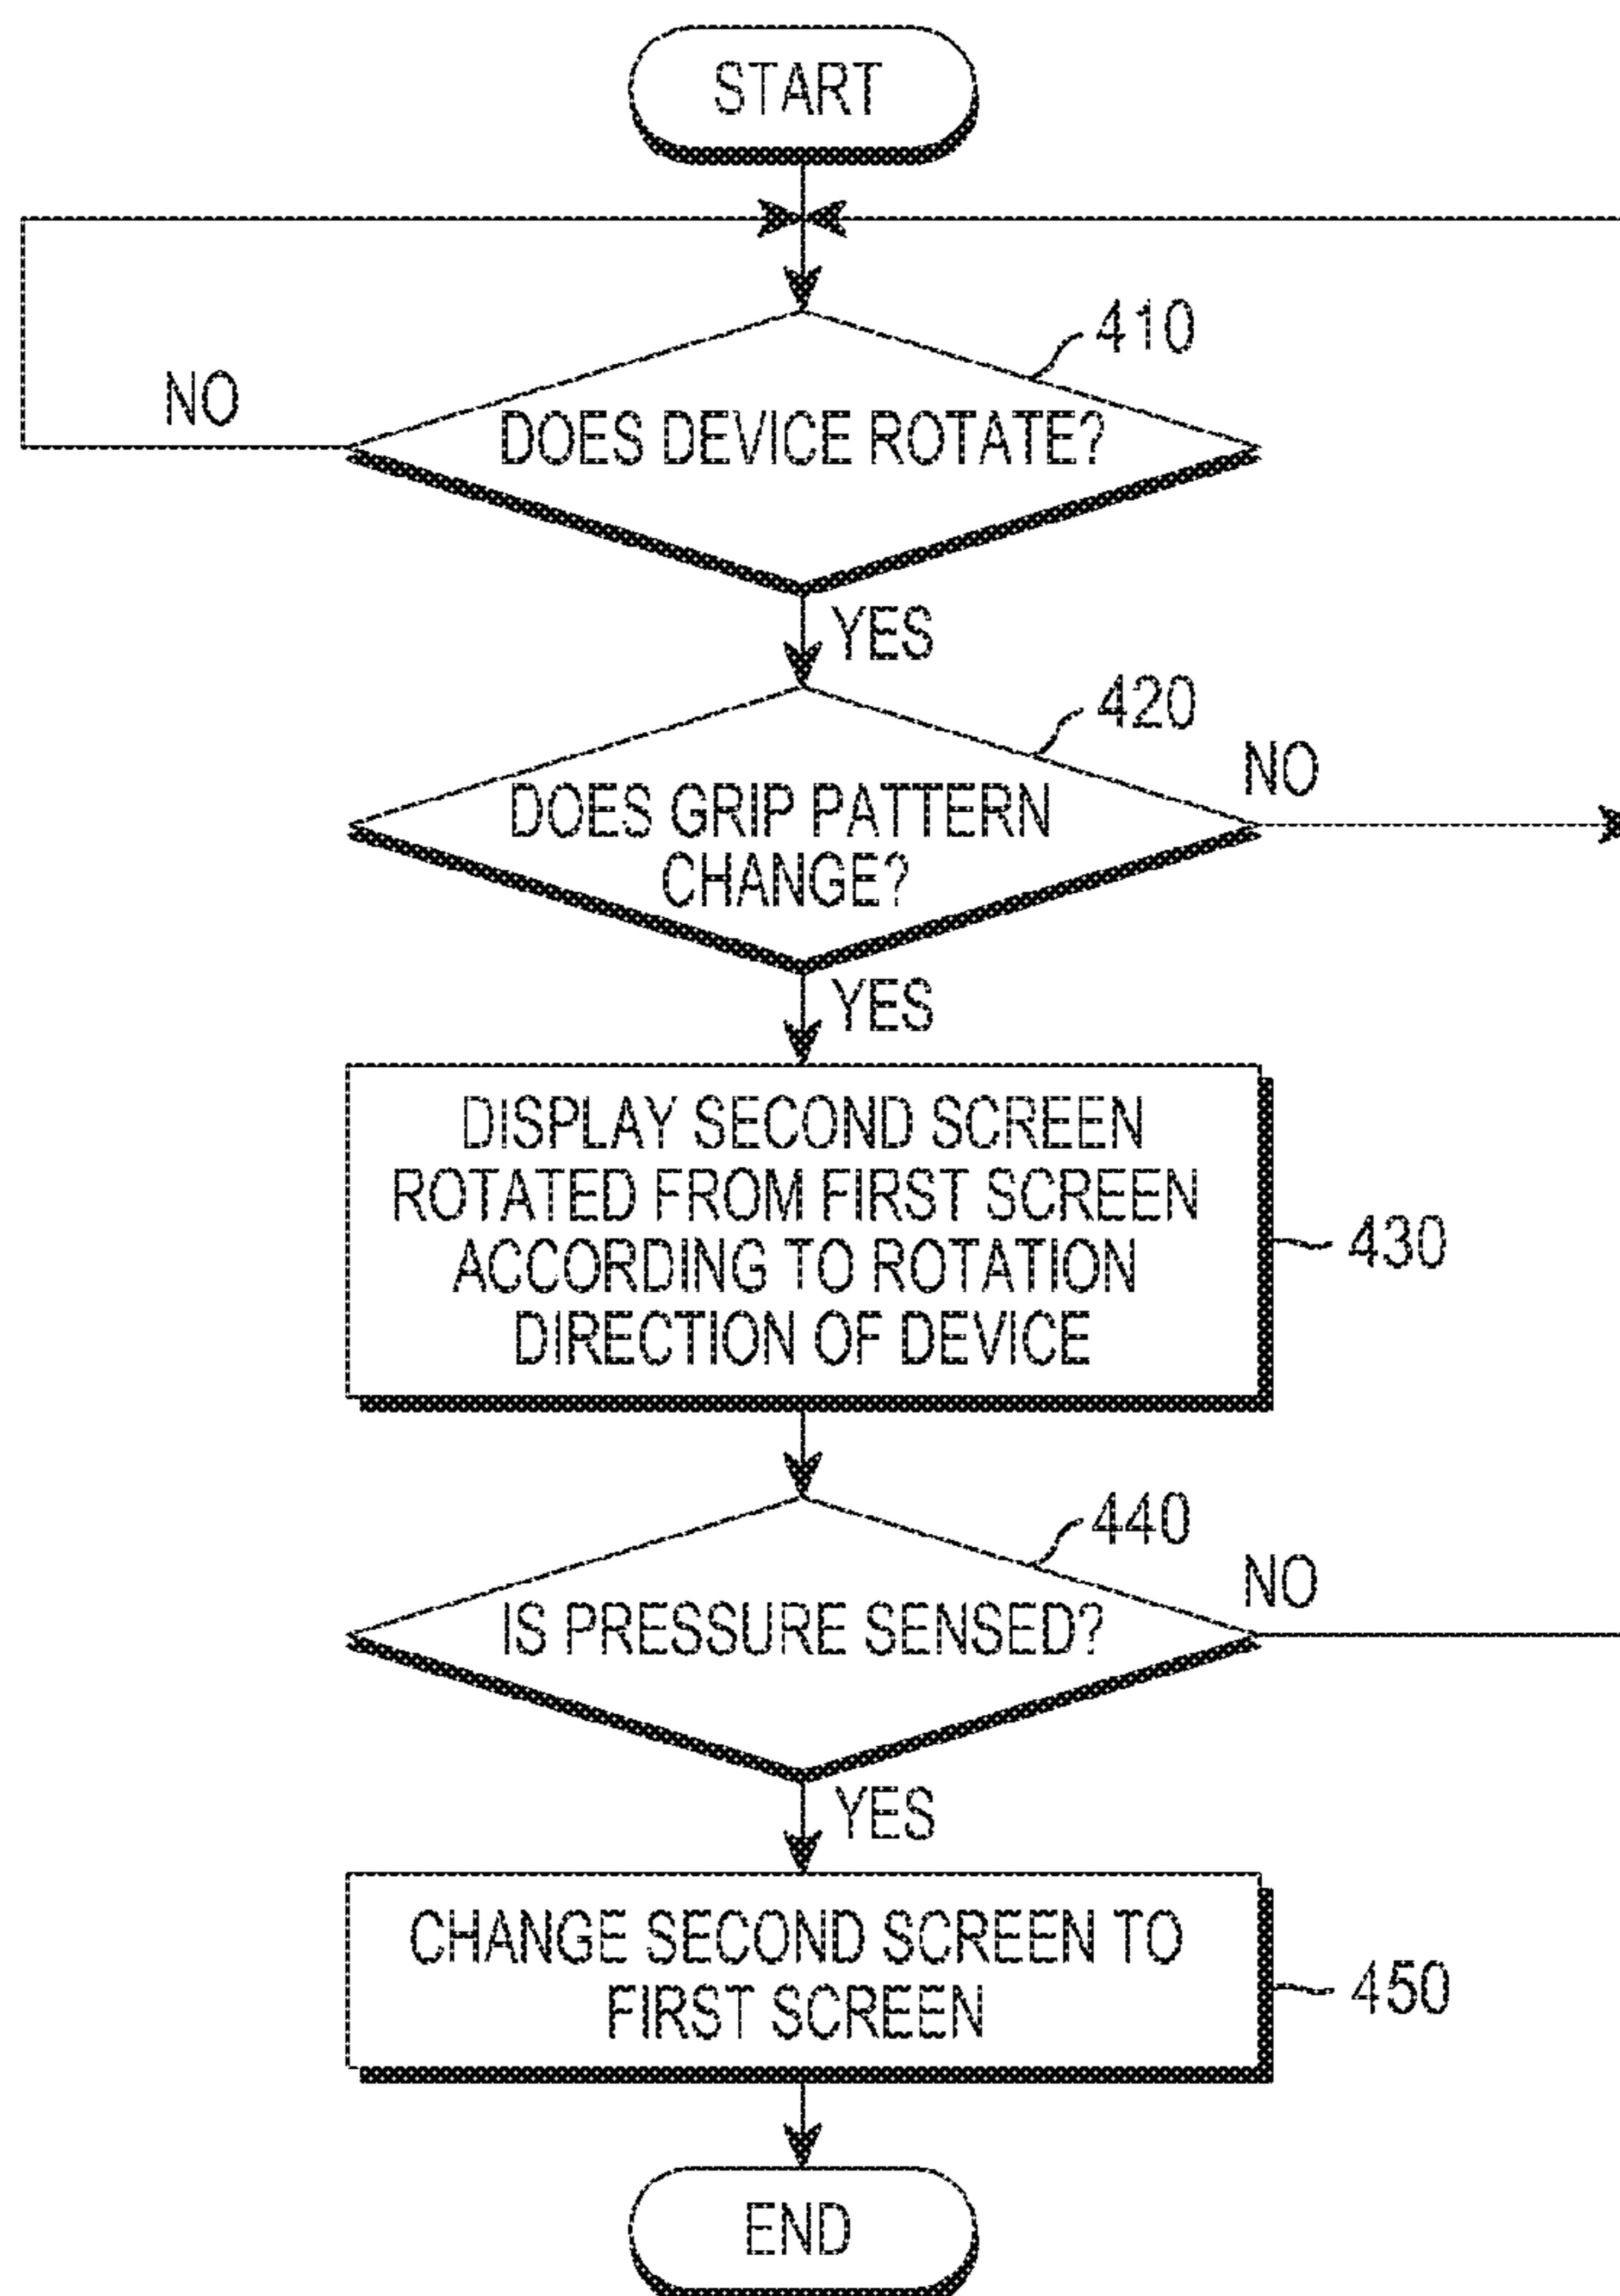 START
410
NO
DOES DEVICE ROTATE?
YES
420
NO
DOES GRIP PATTERN
CHANGE?
YES
DISPLAY SECOND SCREEN
ROTATED FROM FIRST SCREEN
ACCORDING TO ROTATION
DIRECTION OF DEVICE
430
440
NO
IS PRESSURE SENSED?
YES
CHANGE SECOND SCREEN TO
FIRST SCREEN
450
END